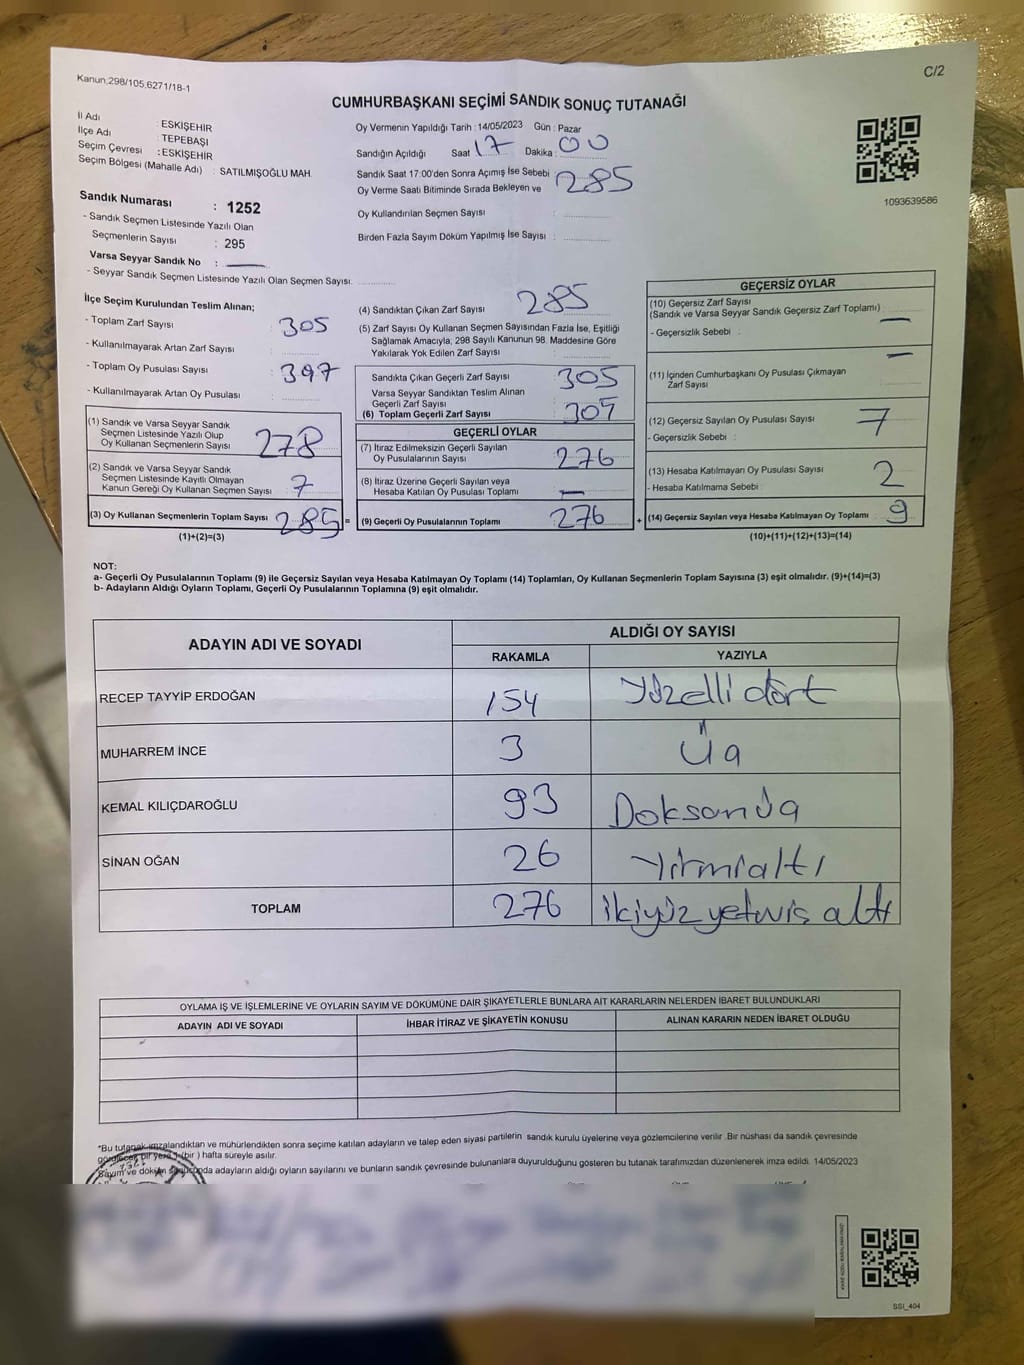 Kanun:298/105,6271/18-1
C/2
CUMHURBAŞKANI SEÇİMİ SANDIK SONUÇ TUTANAĞI
İl Adı : ESKİŞEHİR
İlçe Adı : TEPEBAŞI
Seçim Çevresi : ESKİŞEHİR
Seçim Bölgesi (Mahalle Adı) : SATILMIŞOĞLU MAH.
Sandık Numarası : 1252
- Sandık Seçmen Listesinde Yazılı Olan
Seçmenlerin Sayısı : 295
Varsa Seyyar Sandık No : —
- Seyyar Sandık Seçmen Listesinde Yazılı Olan Seçmen Sayısı:
Oy Vermenin Yapıldığı Tarih : 14/05/2023 Gün : Pazar
Sandığın Açıldığı Saat 17 Dakika : 00
Sandık Saat 17:00'den Sonra Açımış İse Sebebi :
Oy Verme Saati Bitiminde Sırada Bekleyen ve 285
Oy Kullandırılan Seçmen Sayısı :
Birden Fazla Sayım Döküm Yapılmış İse Sayısı :
1093639586
İlçe Seçim Kurulundan Teslim Alınan;
- Toplam Zarf Sayısı : 305
- Kullanılmayarak Artan Zarf Sayısı :
- Toplam Oy Pusulası Sayısı : 397
- Kullanılmayarak Artan Oy Pusulası :
(1) Sandık ve Varsa Seyyar Sandık
Seçmen Listesinde Yazılı Olup
Oy Kullanan Seçmenlerin Sayısı 278
(2) Sandık ve Varsa Seyyar Sandık
Seçmen Listesinde Kayıtlı Olmayan
Kanun Gereği Oy Kullanan Seçmen Sayısı : 7
(3) Oy Kullanan Seçmenlerin Toplam Sayısı : 285 =
(1)+(2)=(3)
(4) Sandıktan Çıkan Zarf Sayısı : 285
(5) Zarf Sayısı Oy Kullanan Seçmen Sayısından Fazla İse, Eşitliği
Sağlamak Amacıyla, 298 Sayılı Kanunun 98. Maddesine Göre
Yakılarak Yok Edilen Zarf Sayısı :
Sandıkta Çıkan Geçerli Zarf Sayısı : 305
Varsa Seyyar Sandıktan Teslim Alınan
Geçerli Zarf Sayısı :
(6) Toplam Geçerli Zarf Sayısı : 305
GEÇERLİ OYLAR
(7) İtiraz Edilmeksizin Geçerli Sayılan
Oy Pusulalarının Sayısı : 276
(8) İtiraz Üzerine Geçerli Sayılan veya
Hesaba Katılan Oy Pusulası Toplamı : —
(9) Geçerli Oy Pusulalarının Toplamı : 276 +
GEÇERSİZ OYLAR
(10) Geçersiz Zarf Sayısı
(Sandık ve Varsa Seyyar Sandık Geçersiz Zarf Toplamı) : —
- Geçersizlik Sebebi :
—
(11) İçinden Cumhurbaşkanı Oy Pusulası Çıkmayan
Zarf Sayısı :
(12) Geçersiz Sayılan Oy Pusulası Sayısı : 7
- Geçersizlik Sebebi :
(13) Hesaba Katılmayan Oy Pusulası Sayısı : 2
- Hesaba Katılmama Sebebi :
(14) Geçersiz Sayılan veya Hesaba Katılmayan Oy Toplamı : 9
(10)+(11)+(12)+(13)=(14)
NOT:
a- Geçerli Oy Pusulalarının Toplamı (9) ile Geçersiz Sayılan veya Hesaba Katılmayan Oy Toplamı (14) Toplamları, Oy Kullanan Seçmenlerin Toplam Sayısına (3) eşit olmalıdır. (9)+(14)=(3)
b- Adayların Aldığı Oyların Toplamı, Geçerli Oy Pusulalarının Toplamına (9) eşit olmalıdır.
ADAYIN ADI VE SOYADI ALDIĞI OY SAYISI
RAKAMLA YAZIYLA
RECEP TAYYİP ERDOĞAN 154 Yüzelli dört
MUHARREM İNCE 3 Üç
KEMAL KILIÇDAROĞLU 93 Doksanüç
SİNAN OĞAN 26 Yirmialtı
TOPLAM 276 ikiyüz yetmiş altı
OYLAMA İŞ VE İŞLEMLERİNE VE OYLARIN SAYIM VE DÖKÜMÜNE DAİR ŞİKAYETLERLE BUNLARA AİT KARARLARIN NELERDEN İBARET BULUNDUKLARI
ADAYIN ADI VE SOYADI İHBAR İTİRAZ VE ŞİKAYETİN KONUSU ALINAN KARARIN NEDEN İBARET OLDUĞU
*Bu tutanak imzalandıktan ve mühürlendikten sonra seçime katılan adayların ve talep eden siyasi partilerin sandık kurulu üyelerine veya gözlemcilerine verilir .Bir nüshası da sandık çevresinde
görülecek bir yere 1 (bir ) hafta süreyle asılır.
Sayım ve döküm sonucunda adayların aldığı oyların sayılarını ve bunların sandık çevresinde bulunanlara duyurulduğunu gösteren bu tutanak tarafımızdan düzenlenerek imza edildi. 14/05/2023
SSI_404